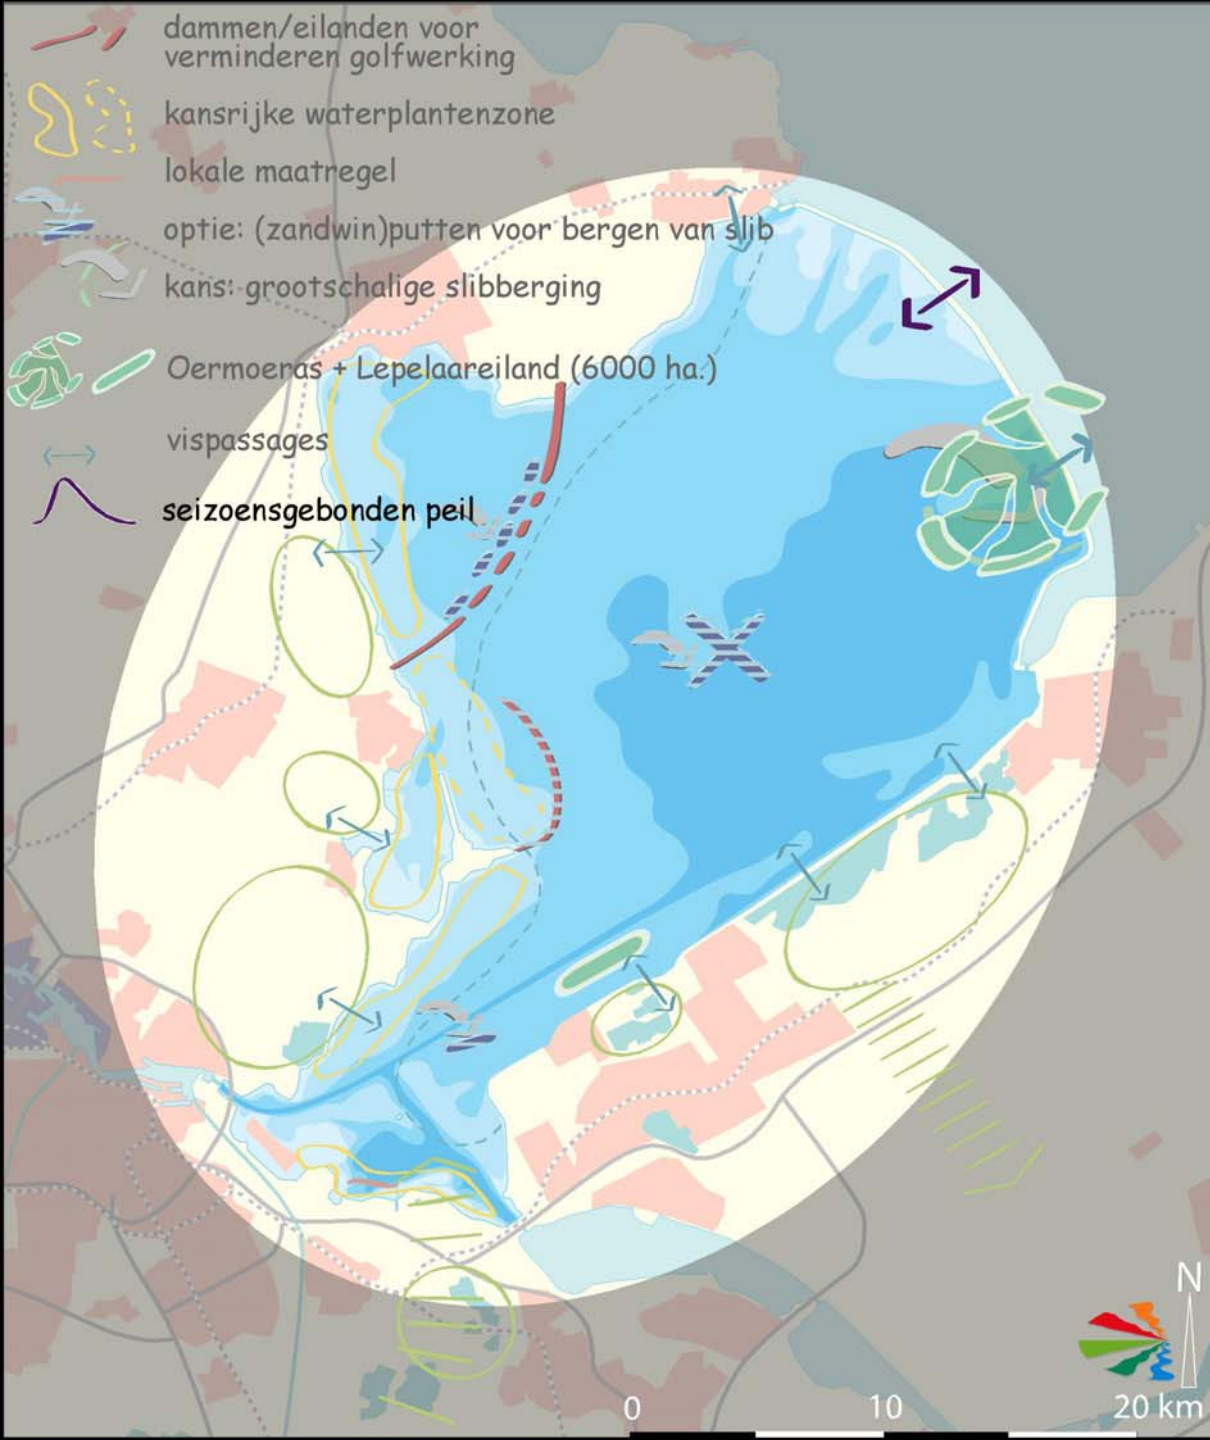 dammen/eilanden voor
verminderen golfwerking
kansrijke waterplantenzone
lokale maatregel
optie: (zandwin)putten voor bergen van slib
kans: grootschalige slibberging
Oermoeras + Lepelaareiland (6000 ha.)
vispassages
seizoensgebonden peil
N
0 10 20 km